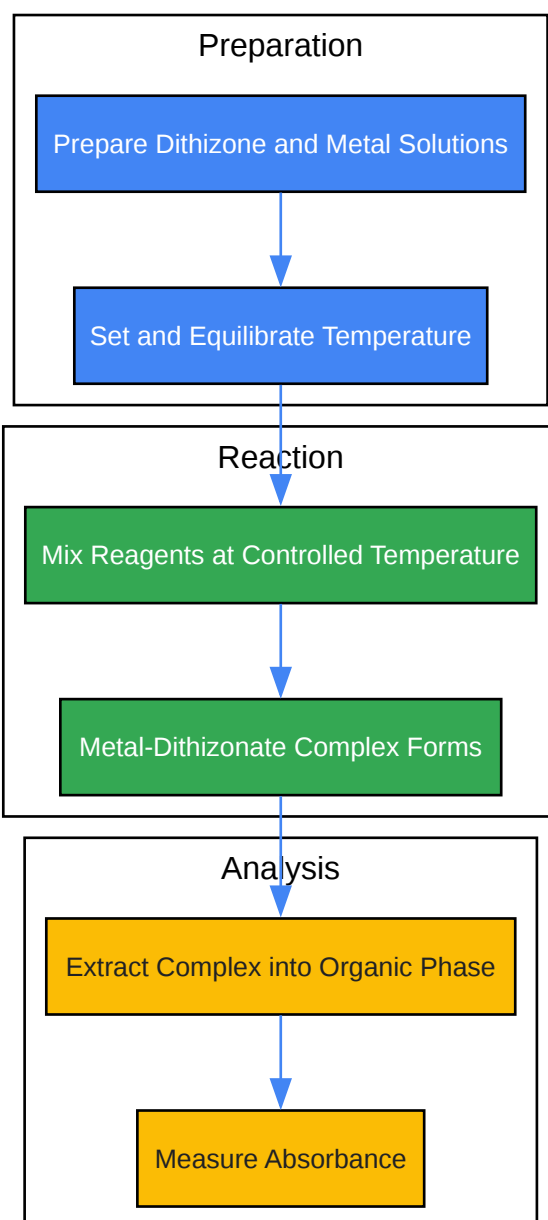 Preparation
Prepare Dithizone and Metal Solutions
Set and Equilibrate Temperature
Reaction
Mix Reagents at Controlled Temperature
Metal-Dithizonate Complex Forms
Analysis
Extract Complex into Organic Phase
Measure Absorbance